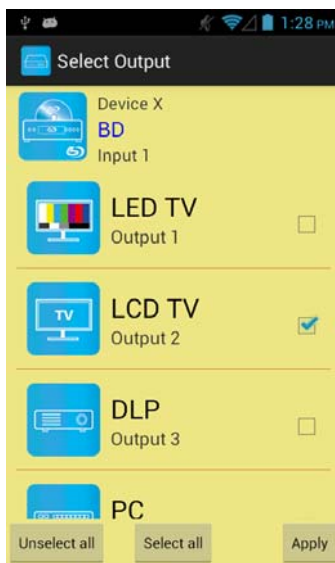 1:28 PM
Select Output
Device X
BD
Input 1
LED TV
Output 1
TV
LCD TV
Output 2
DLP
Output 3
PC
Unselect all
Select all
Apply